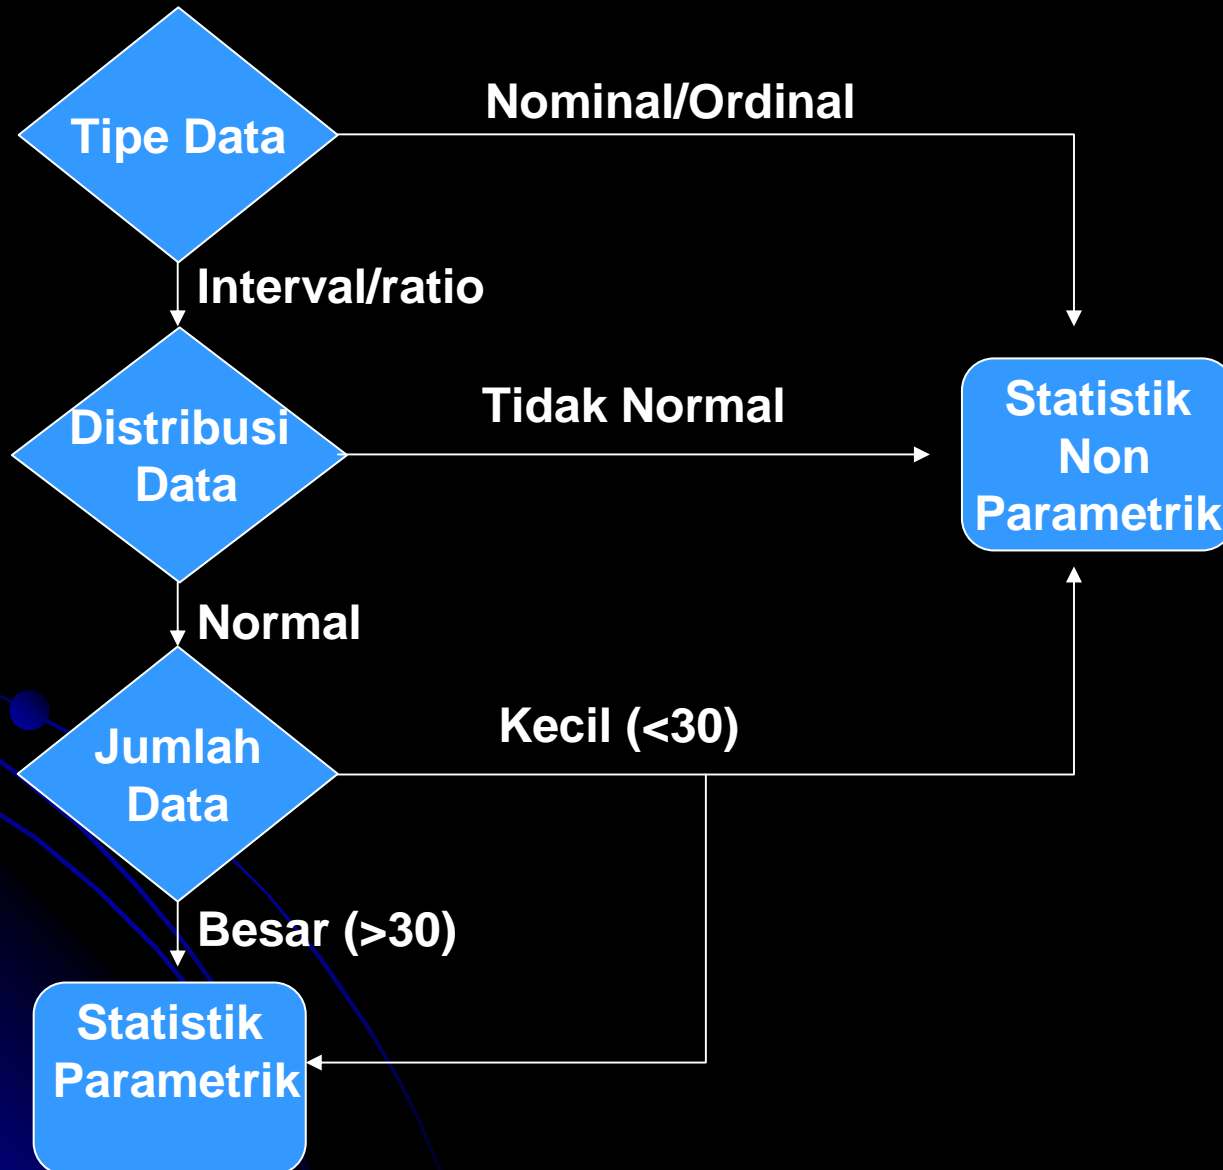 Tipe Data
Nominal/Ordinal
Interval/ratio
Distribusi
Data
Tidak Normal
Statistik
Non
Parametrik
Normal
Jumlah
Data
Kecil (<30)
Besar (>30)
Statistik
Parametrik